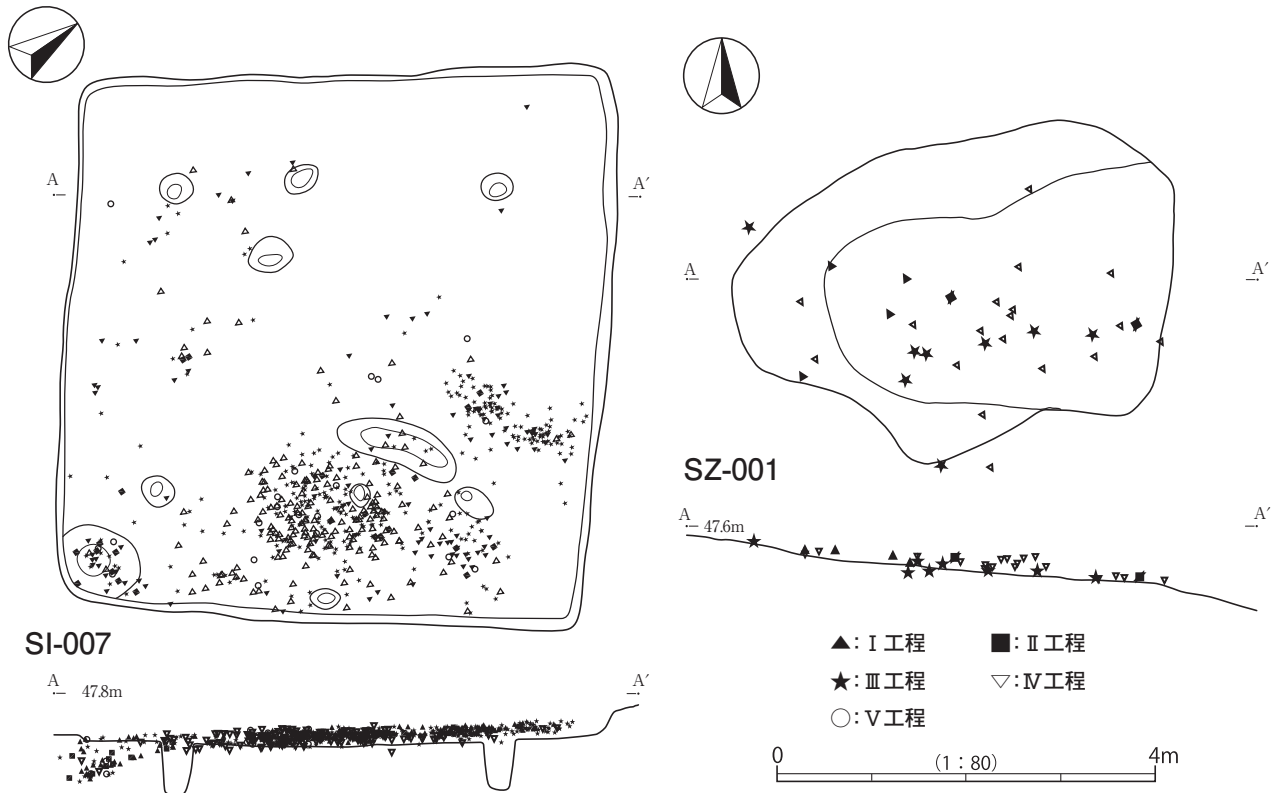 A A′
SI-007
A 47.8m A′
A A′
SZ-001
A 47.6m A′
▲：Ⅰ工程 ■：Ⅱ工程
★：Ⅲ工程 ▽：Ⅳ工程
○：Ⅴ工程
0 （1：80） 4m